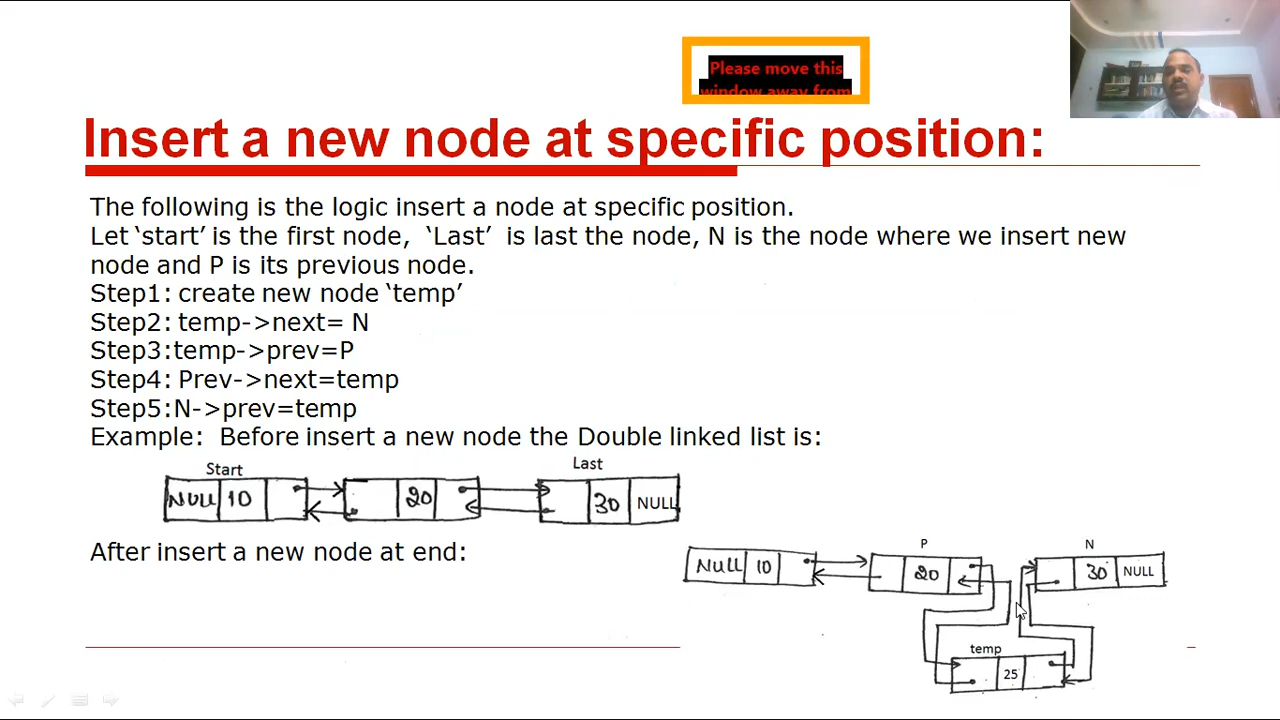 Please move this
window away from
Insert a new node at specific position:
The following is the logic insert a node at specific position.
Let ‘start’ is the first node, ‘Last’ is last the node, N is the node where we insert new
node and P is its previous node.
Step1: create new node ‘temp’
Step2: temp->next= N
Step3:temp->prev=P
Step4: Prev->next=temp
Step5:N->prev=temp
Example: Before insert a new node the Double linked list is:
Start Last
NULL 10 20 30 NULL
After insert a new node at end:
P N
NULL 10 20 30 NULL
temp
25